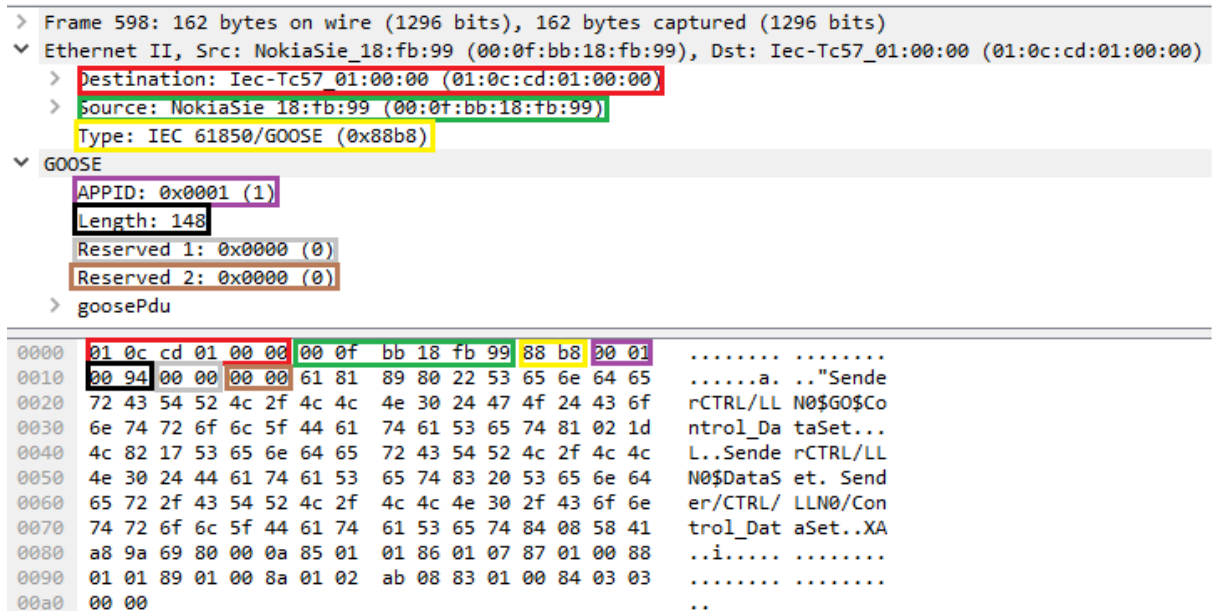 > Frame 598: 162 bytes on wire (1296 bits), 162 bytes captured (1296 bits)
Ethernet II, Src: NokiaSie_18:fb:99 (00:0f:bb:18:fb:99), Dst: Iec-Tc57_01:00:00 (01:0c:cd:01:00:00)
> Destination: Iec-Tc57_01:00:00 (01:0c:cd:01:00:00)
> Source: NokiaSie_18:fb:99 (00:0f:bb:18:fb:99)
Type: IEC 61850/GOOSE (0x88b8)
GOOSE
APPID: 0x0001 (1)
Length: 148
Reserved 1: 0x0000 (0)
Reserved 2: 0x0000 (0)
> goosePdu
0000 01 0c cd 01 00 00 00 0f bb 18 fb 99 88 b8 00 01 ........ ........
0010 00 94 00 00 00 00 61 81 89 80 22 53 65 6e 64 65 ......a. .."Sende
0020 72 43 54 52 4c 2f 4c 4c 4e 30 24 47 4f 24 43 6f rCTRL/LL N0$GO$Co
0030 6e 74 72 6f 6c 5f 44 61 74 61 53 65 74 81 02 1d ntrol_Da taSet...
0040 4c 82 17 53 65 6e 64 65 72 43 54 52 4c 2f 4c 4c L..Sende rCTRL/LL
0050 4e 30 24 44 61 74 61 53 65 74 83 20 53 65 6e 64 N0$DataS et. Send
0060 65 72 2f 43 54 52 4c 2f 4c 4c 4e 30 2f 43 6f 6e er/CTRL/ LLN0/Con
0070 74 72 6f 6c 5f 44 61 74 61 53 65 74 84 08 58 41 trol_Dat aSet..XA
0080 a8 9a 69 80 00 0a 85 01 01 86 01 07 87 01 00 88 ..i..... ........
0090 01 01 89 01 00 8a 01 02 ab 08 83 01 00 84 03 03 ........ ........
00a0 00 00 ..